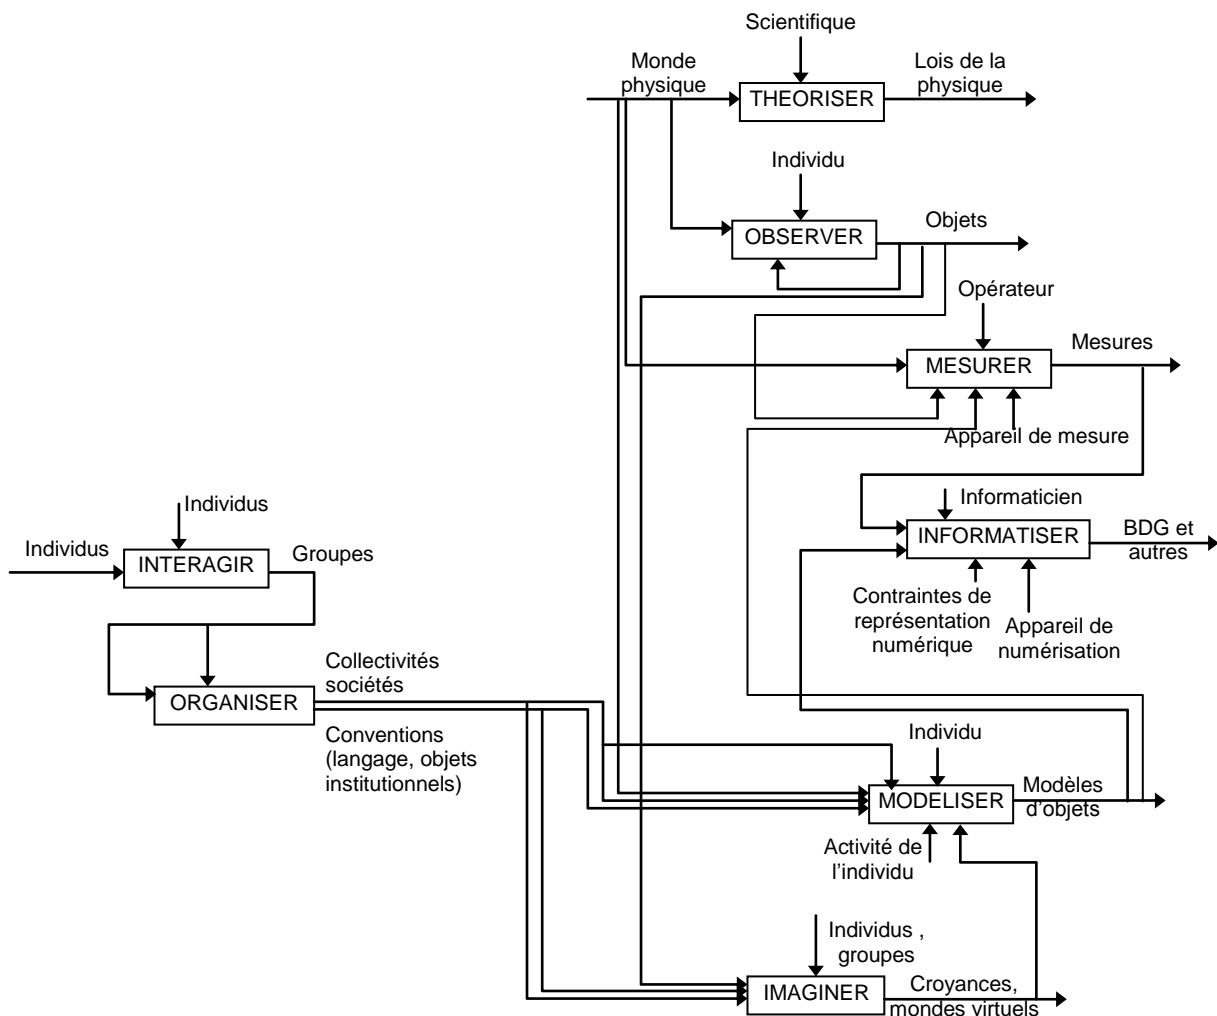 Scientifique
Monde
physique
Lois de la
physique
THEORISER
Individu
Objets
OBSERVER
Opérateur
Mesures
MESURER
Appareil de mesure
Individus
Informaticien
Individus
INTERAGIR
Groupes
INFORMATISER
BDG et
autres
Contraintes de
représentation
numérique
Appareil de
numérisation
Collectivités
sociétés
ORGANISER
Conventions
(langage, objets
institutionnels)
Individu
MODELISER
Modèles
d'objets
Activité de
l'individu
Individus ,
groupes
IMAGINER
Croyances,
mondes virtuels